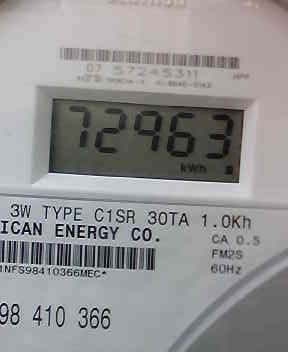 07 57245311
72963
kWh
3W TYPE C1SR 30TA 1.0Kh
ICAN ENERGY CO.
CA 0.5
FM2S
60Hz
1NFS98410366MEC*
98 410 366